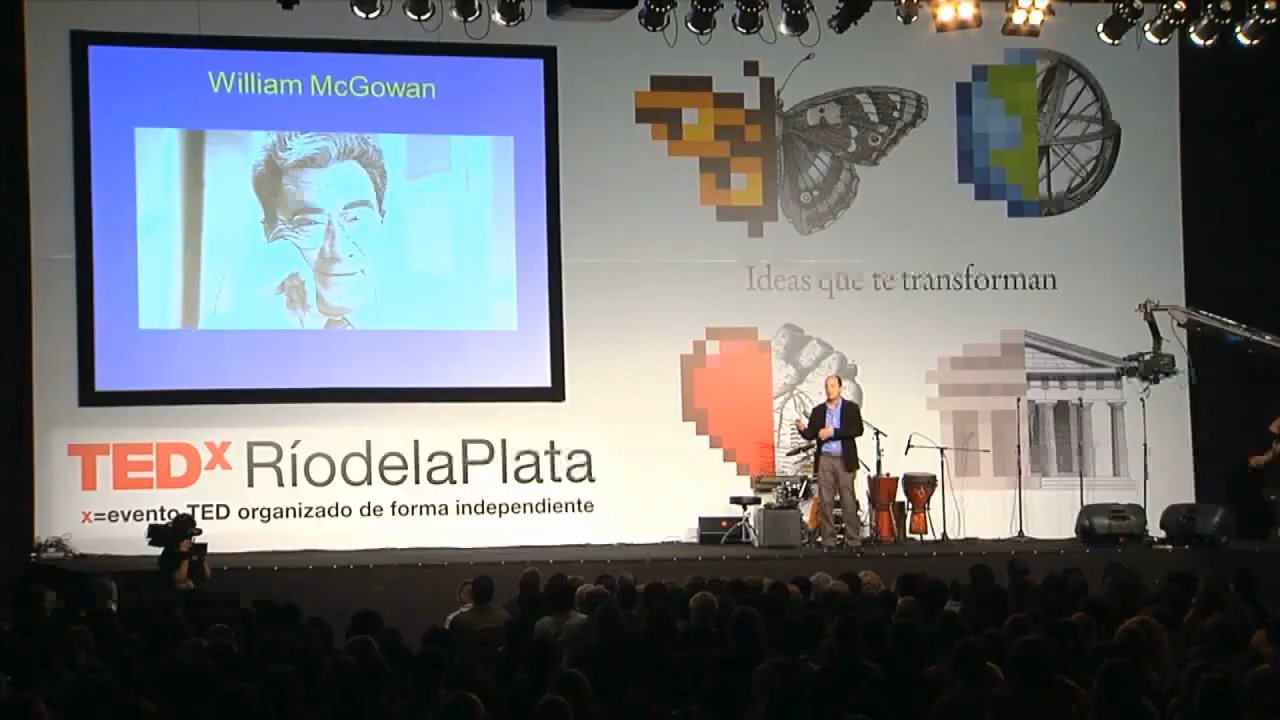 William McGowan
Ideas que te transforman
TEDx RíodelaPlata
x=evento TED organizado de forma independiente